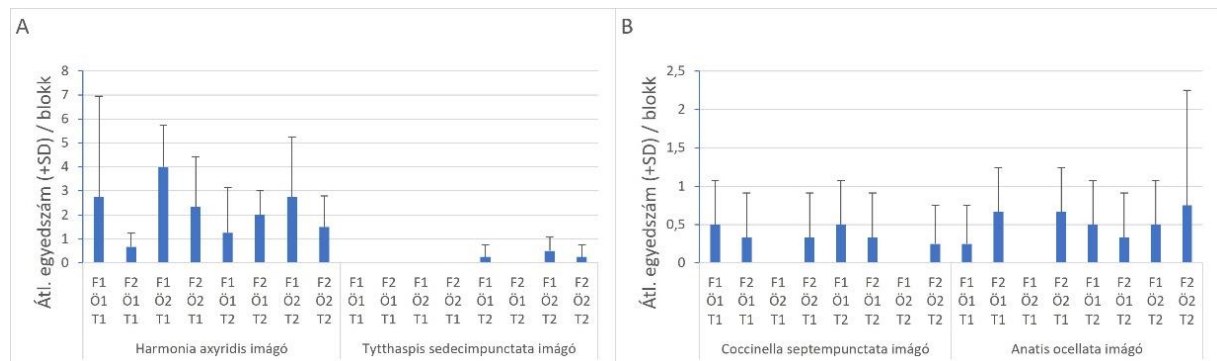 A
Átl. egyedszám (+SD) / blokk
8
7
6
5
4
3
2
1
0
F1 F2 F1 F2 F1 F2 F1 F2 F1 F2 F1 F2 F1 F2 F1 F2
Ö1 Ö1 Ö2 Ö2 Ö1 Ö1 Ö2 Ö2 Ö1 Ö1 Ö2 Ö2 Ö1 Ö1 Ö2 Ö2
T1 T1 T1 T1 T2 T2 T2 T2 T1 T1 T1 T1 T2 T2 T2 T2
Harmonia axyridis imágó Tytthaspis sedecimpunctata imágó
B
Átl. egyedszám (+SD) / blokk
2,5
2
1,5
1
0,5
0
F1 F2 F1 F2 F1 F2 F1 F2 F1 F2 F1 F2 F1 F2 F1 F2
Ö1 Ö1 Ö2 Ö2 Ö1 Ö1 Ö2 Ö2 Ö1 Ö1 Ö2 Ö2 Ö1 Ö1 Ö2 Ö2
T1 T1 T1 T1 T2 T2 T2 T2 T1 T1 T1 T1 T2 T2 T2 T2
Coccinella septempunctata imágó Anatis ocellata imágó